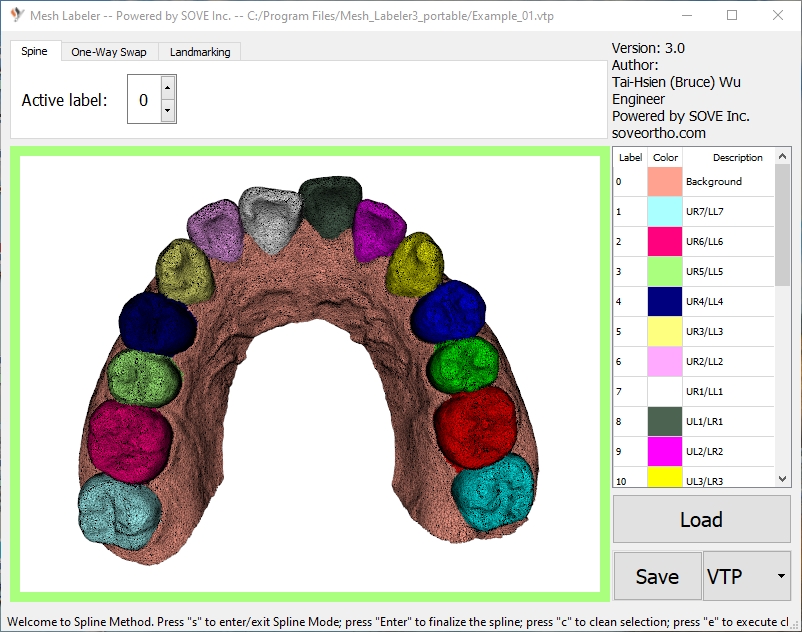 Mesh Labeler -- Powered by SOVE Inc. -- C:/Program Files/Mesh_Labeler3_portable/Example_01.vtp
Spine One-Way Swap Landmarking
Active label: 0
Version: 3.0
Author:
Tai-Hsien (Bruce) Wu
Engineer
Powered by SOVE Inc.
soveortho.com
Label Color Description
0 Background
1 UR7/LL7
2 UR6/LL6
3 UR5/LL5
4 UR4/LL4
5 UR3/LL3
6 UR2/LL2
7 UR1/LL1
8 UL1/LR1
9 UL2/LR2
10 UL3/LR3
Load
Save VTP
Welcome to Spline Method. Press "s" to enter/exit Spline Mode; press "Enter" to finalize the spline; press "c" to clean selection; press "e" to execute cl